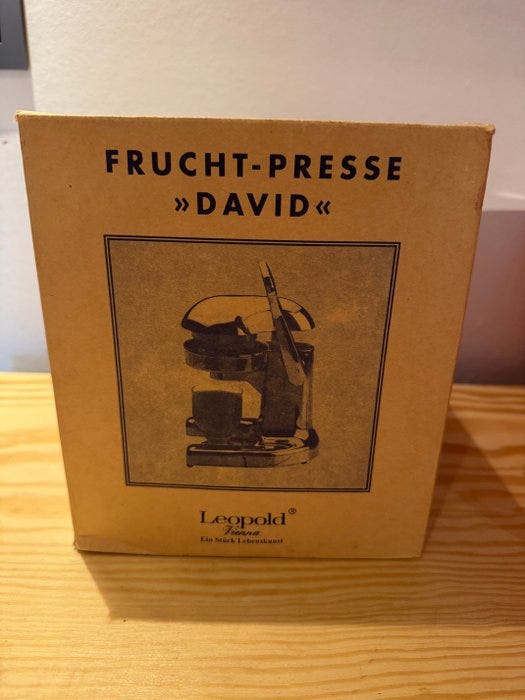 FRUCHT-PRESSE
»DAVID«
Leopold®
Vienna
Ein Stück Lebenskunst